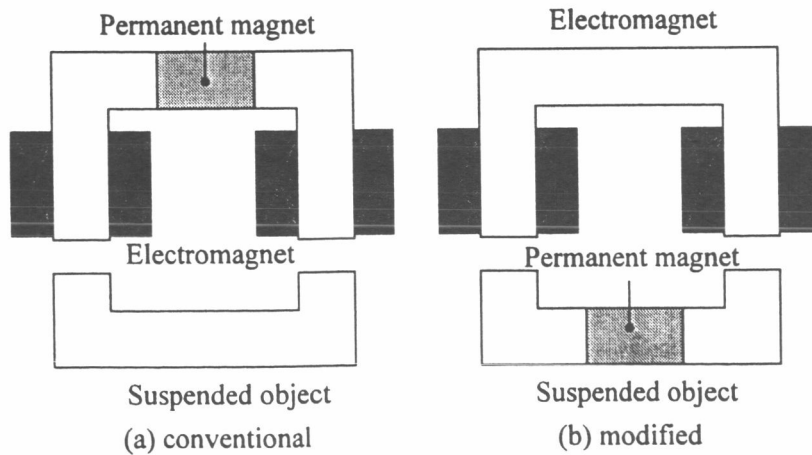 Permanent magnet
Electromagnet
Suspended object
(a) conventional
Electromagnet
Permanent magnet
Suspended object
(b) modified